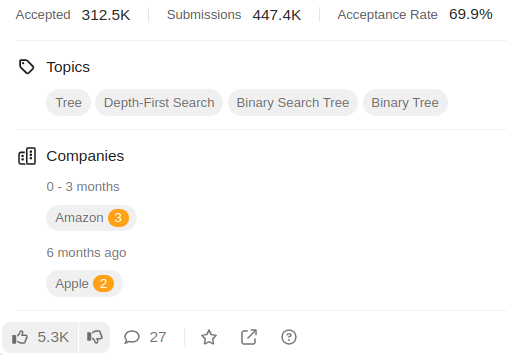 Accepted 312.5K Submissions 447.4K Acceptance Rate 69.9%
Topics
Tree Depth-First Search Binary Search Tree Binary Tree
Companies
0 - 3 months
Amazon 3
6 months ago
Apple 2
5.3K 27